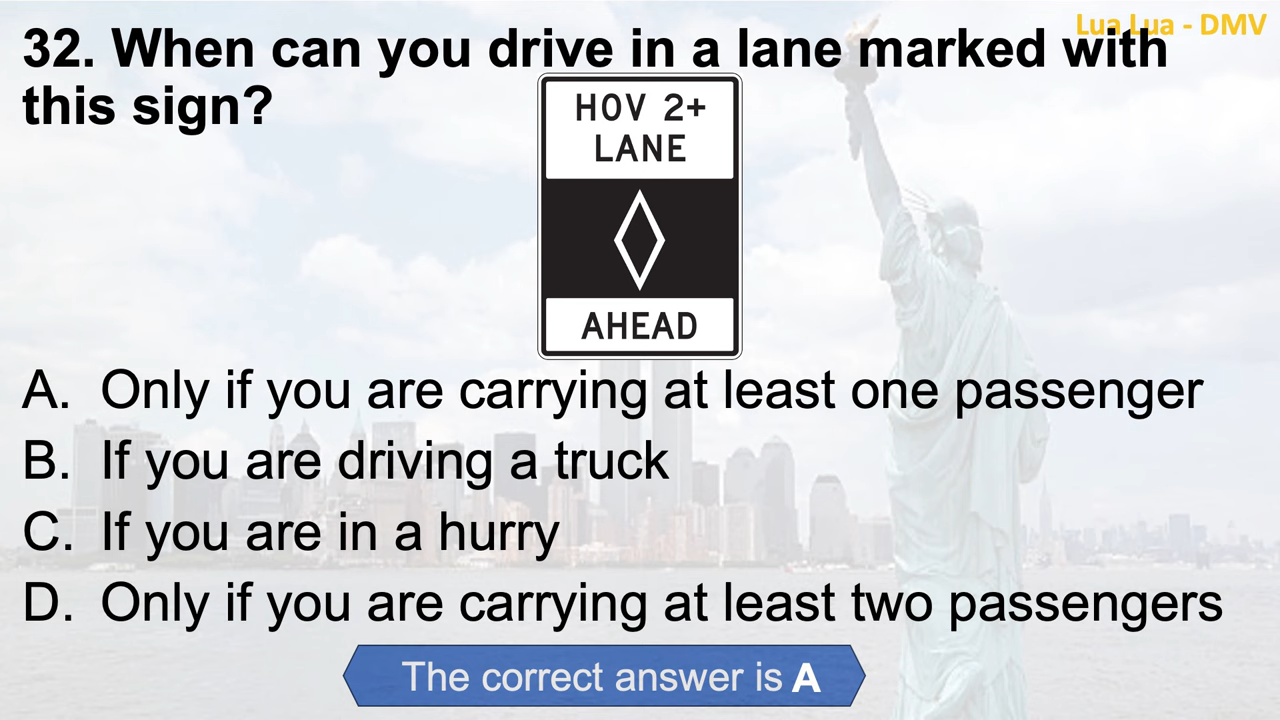 Lua Lua - DMV
32. When can you drive in a lane marked with
this sign?
HOV 2+
LANE
AHEAD
A. Only if you are carrying at least one passenger
B. If you are driving a truck
C. If you are in a hurry
D. Only if you are carrying at least two passengers
The correct answer is A